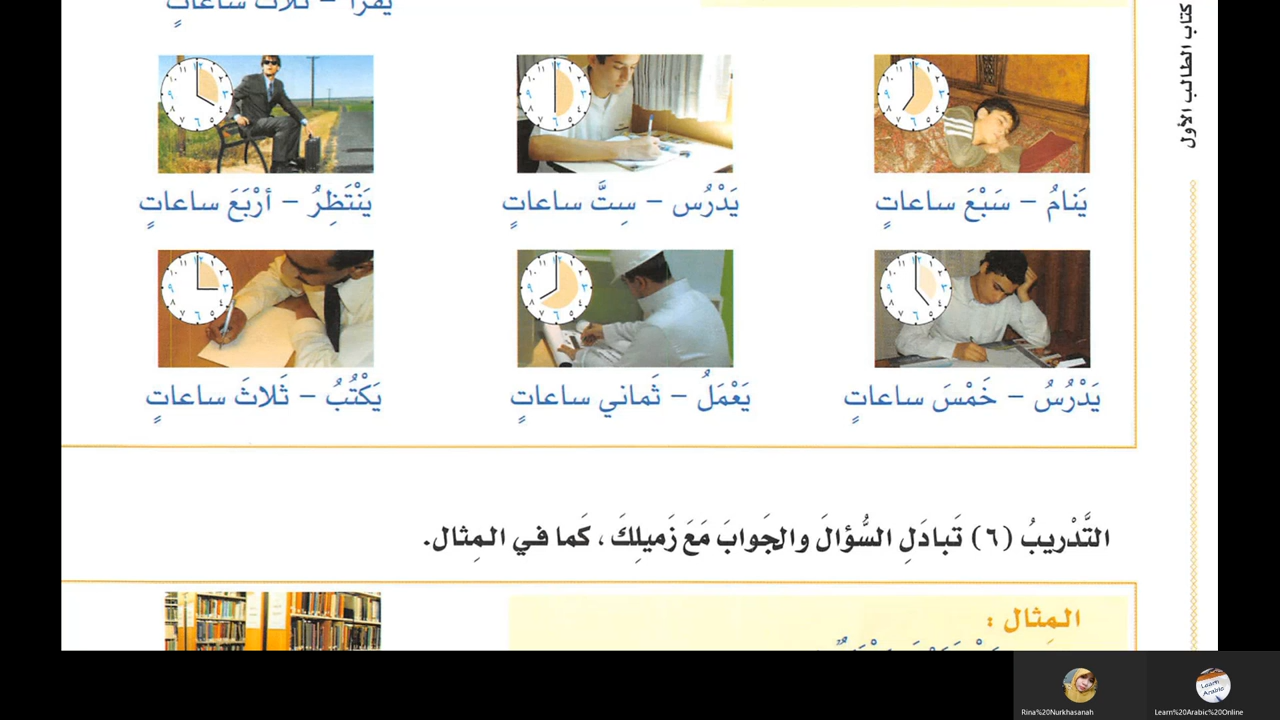 كتاب الطالب الأول
يَنامُ – سَبْعَ ساعاتٍ
يَدْرُس – سِتَّ ساعاتٍ
يَنْتَظِرُ – أرْبَعَ ساعاتٍ
يَدْرُسُ – خَمْسَ ساعاتٍ
يَعْمَلُ – ثَماني ساعاتٍ
يَكْتُبُ – ثَلاثَ ساعاتٍ
التَّدْريبُ (٦) تَبادَلِ السُّؤالَ والجَوابَ مَعَ زَميلِكَ ، كَما في المِثال.
المِثال :
Rina%20Nurkhasanah
Learn%20Arabic%20Online